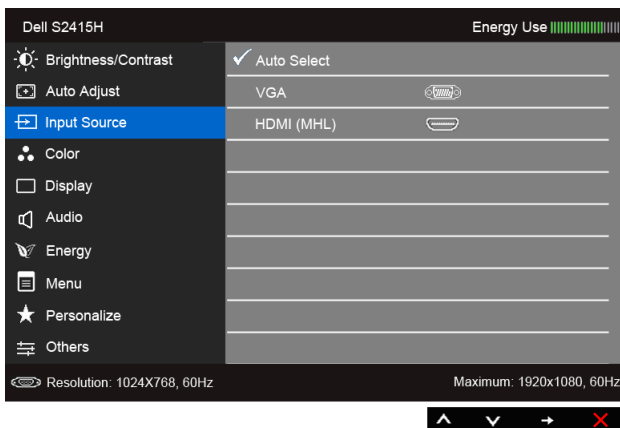 Dell S2415H Energy Use
Brightness/Contrast Auto Select
Auto Adjust VGA
Input Source HDMI (MHL)
Color
Display
Audio
Energy
Menu
Personalize
Others
Resolution: 1024X768, 60Hz Maximum: 1920x1080, 60Hz